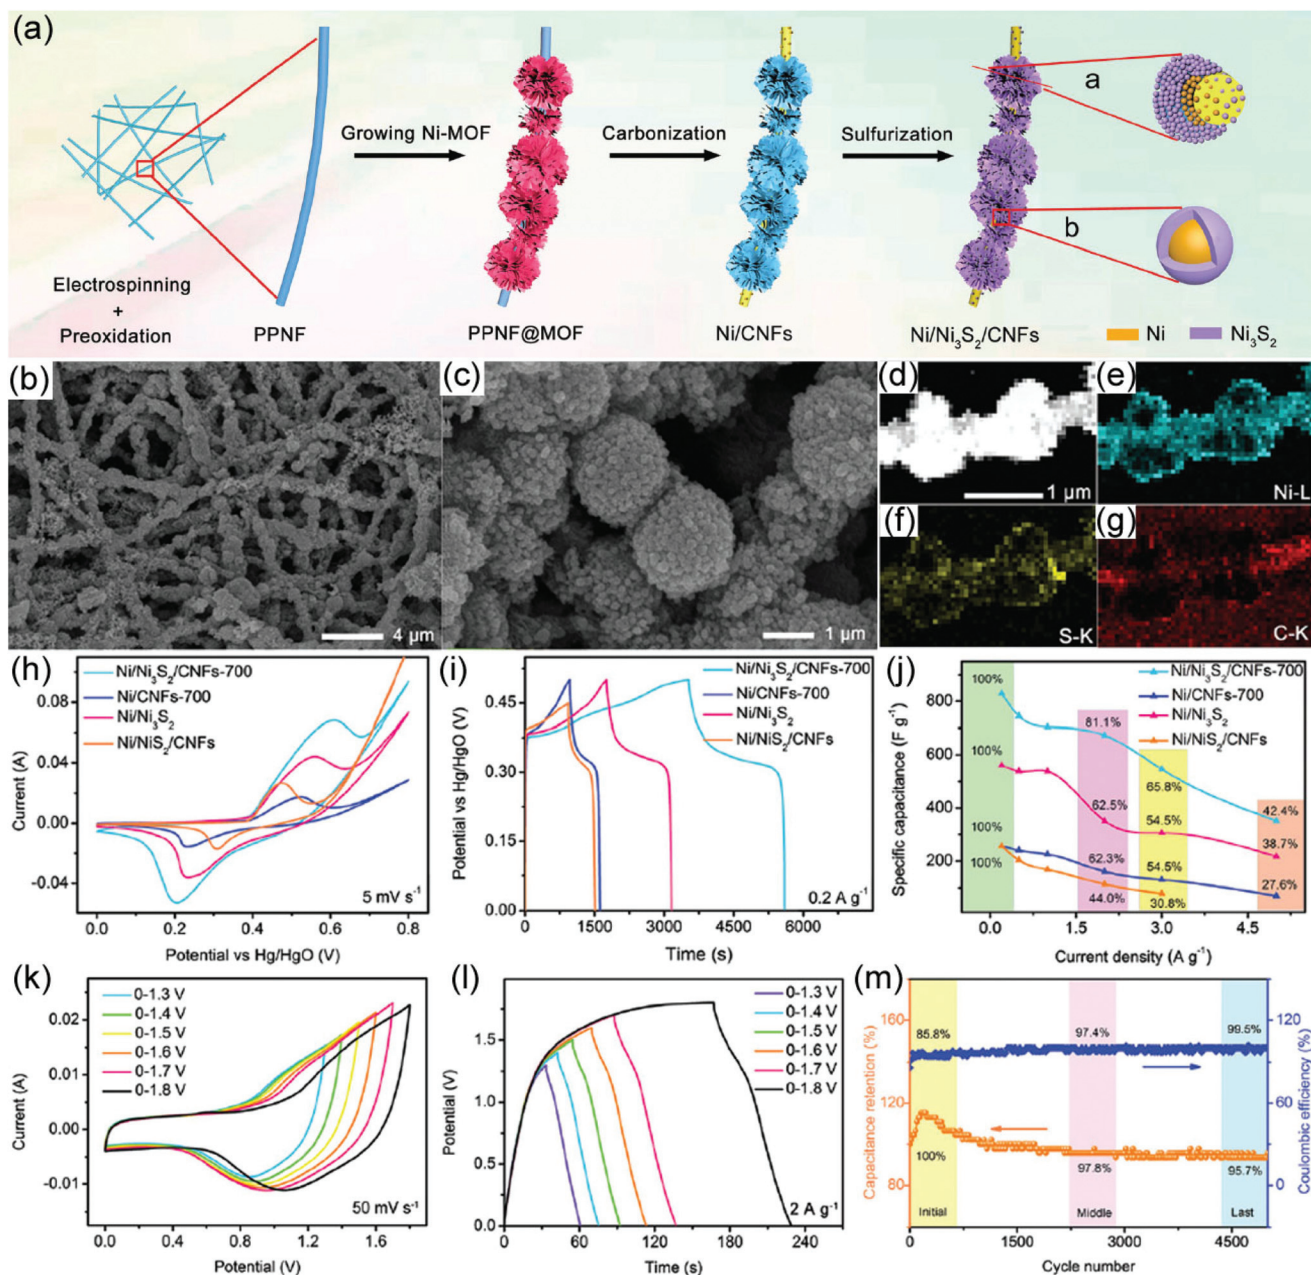 (a)
a
Growing Ni-MOF
Carbonization
Sulfurization
b
Electrospinning
+
Preoxidation
PPNF
PPNF@MOF
Ni/CNFs
Ni/Ni₃S₂/CNFs
Ni
Ni₃S₂
(b)
4 μm
(c)
1 μm
(d)
1 μm
(e)
Ni-L
(f)
S-K
(g)
C-K
(h)
Ni/Ni₃S₂/CNFs-700
Ni/CNFs-700
Ni/Ni₃S₂
Ni/NiS₂/CNFs
Current (A)
0.08
0.04
0.00
-0.04
5 mV s⁻¹
0.0 0.2 0.4 0.6 0.8
Potential vs Hg/HgO (V)
(i)
Ni/Ni₃S₂/CNFs-700
Ni/CNFs-700
Ni/Ni₃S₂
Ni/NiS₂/CNFs
Potential vs Hg/HgO (V)
0.45
0.30
0.15
0.00
0.2 A g⁻¹
0 1500 3000 4500 6000
Time (s)
(j)
Ni/Ni₃S₂/CNFs-700
Ni/CNFs-700
Ni/Ni₃S₂
Ni/NiS₂/CNFs
Specific capacitance (F g⁻¹)
800
600
400
200
100%
81.1%
65.8%
42.4%
100%
62.5%
54.5%
38.7%
100%
62.3%
54.5%
27.6%
100%
44.0%
30.8%
0.0 1.5 3.0 4.5
Current density (A g⁻¹)
(k)
0-1.3 V
0-1.4 V
0-1.5 V
0-1.6 V
0-1.7 V
0-1.8 V
Current (A)
0.02
0.01
0.00
-0.01
50 mV s⁻¹
0.0 0.4 0.8 1.2 1.6
Potential (V)
(l)
0-1.3 V
0-1.4 V
0-1.5 V
0-1.6 V
0-1.7 V
0-1.8 V
Potential (V)
1.5
1.0
0.5
0.0
2 A g⁻¹
0 60 120 180 240
Time (s)
(m)
Capacitance retention (%)
160
120
80
Coulombic efficiency (%)
120
60
0
85.8%
97.4%
99.5%
100%
97.8%
95.7%
Initial
Middle
Last
0 1500 3000 4500
Cycle number